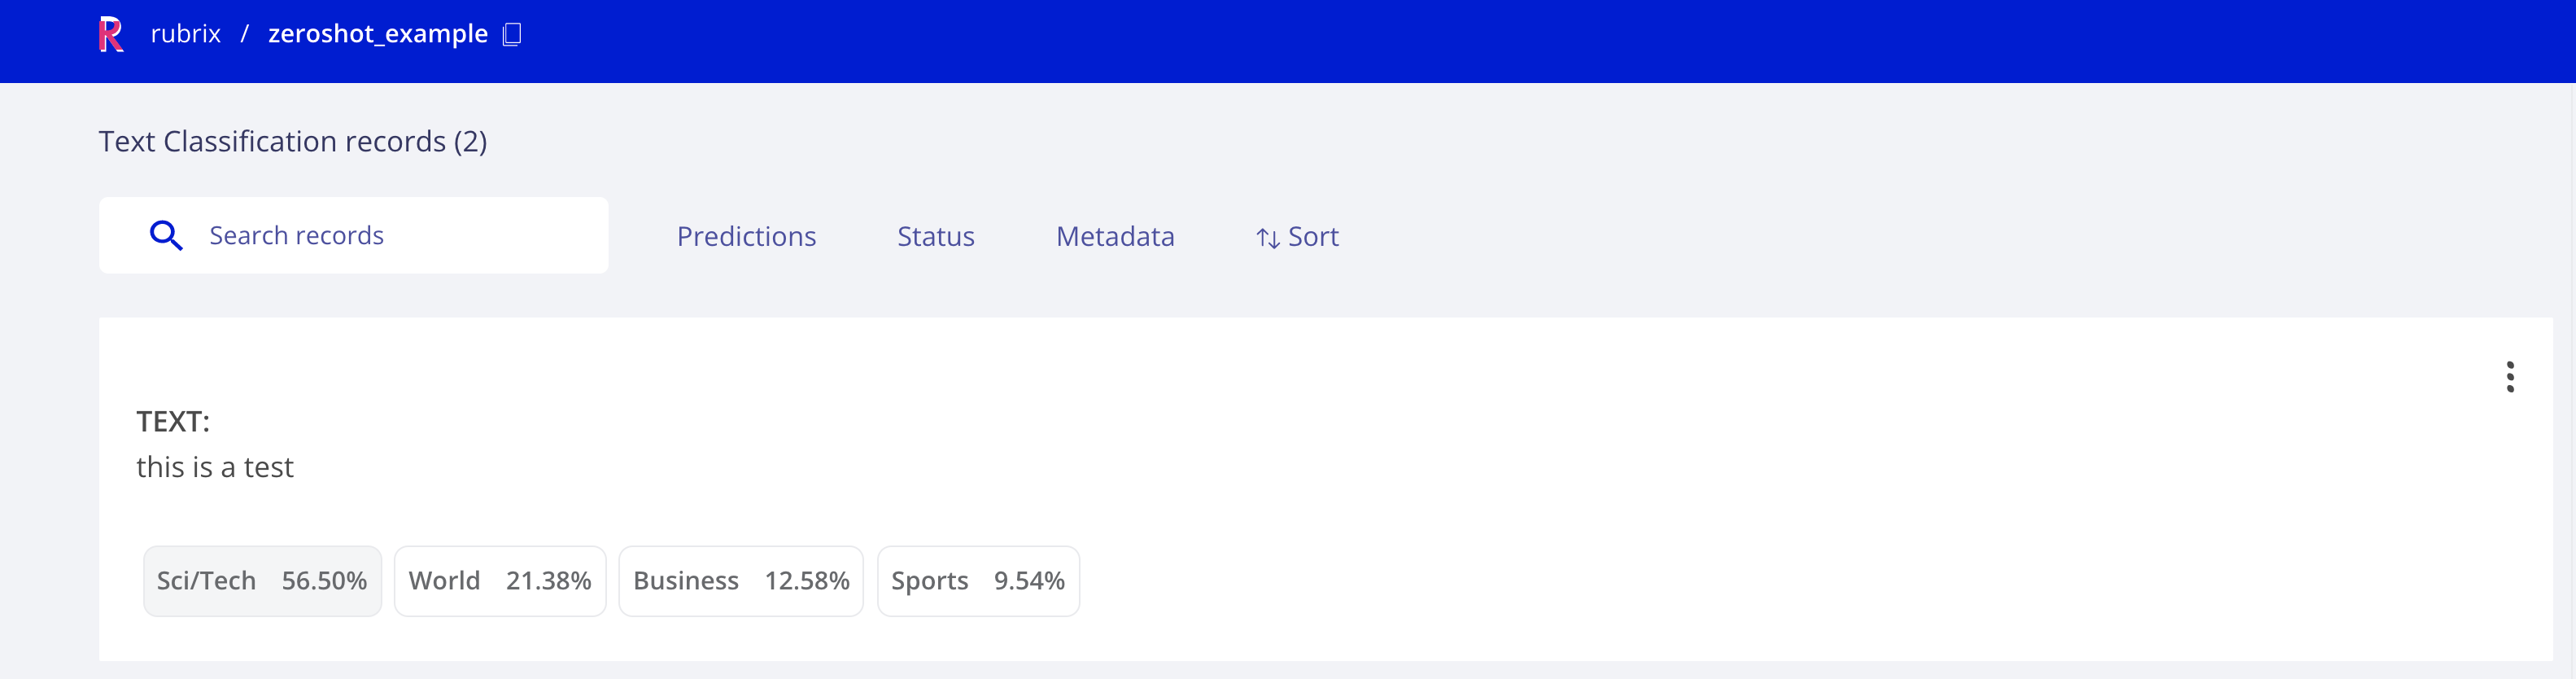 R rubrix / zeroshot_example
Text Classification records (2)
Search records Predictions Status Metadata Sort
TEXT:
this is a test
Sci/Tech 56.50% World 21.38% Business 12.58% Sports 9.54%